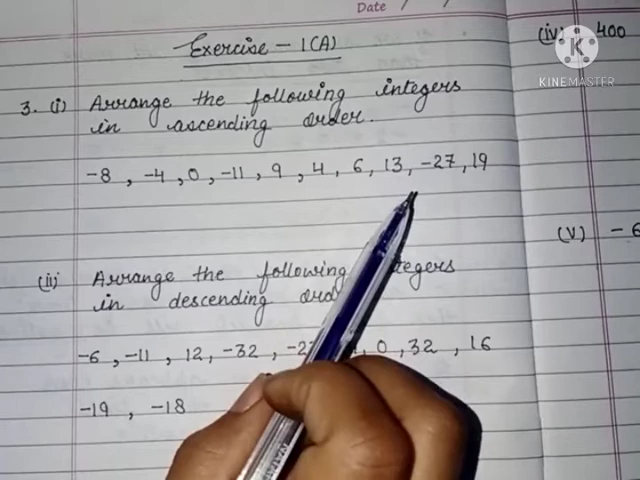 Date
Exercise - 1(A)
3. (i) Arrange the following integers
in ascending order.
-8 , -4 , 0 , -11 , 9 , 4 , 6 , 13 , -27 , 19
(ii) Arrange the following
in descending
-6 , -11 , 12 , -32 , 0 , 32 , 16
-19 , -18
(iv) 400
(v) - 6
K
KINEMASTER